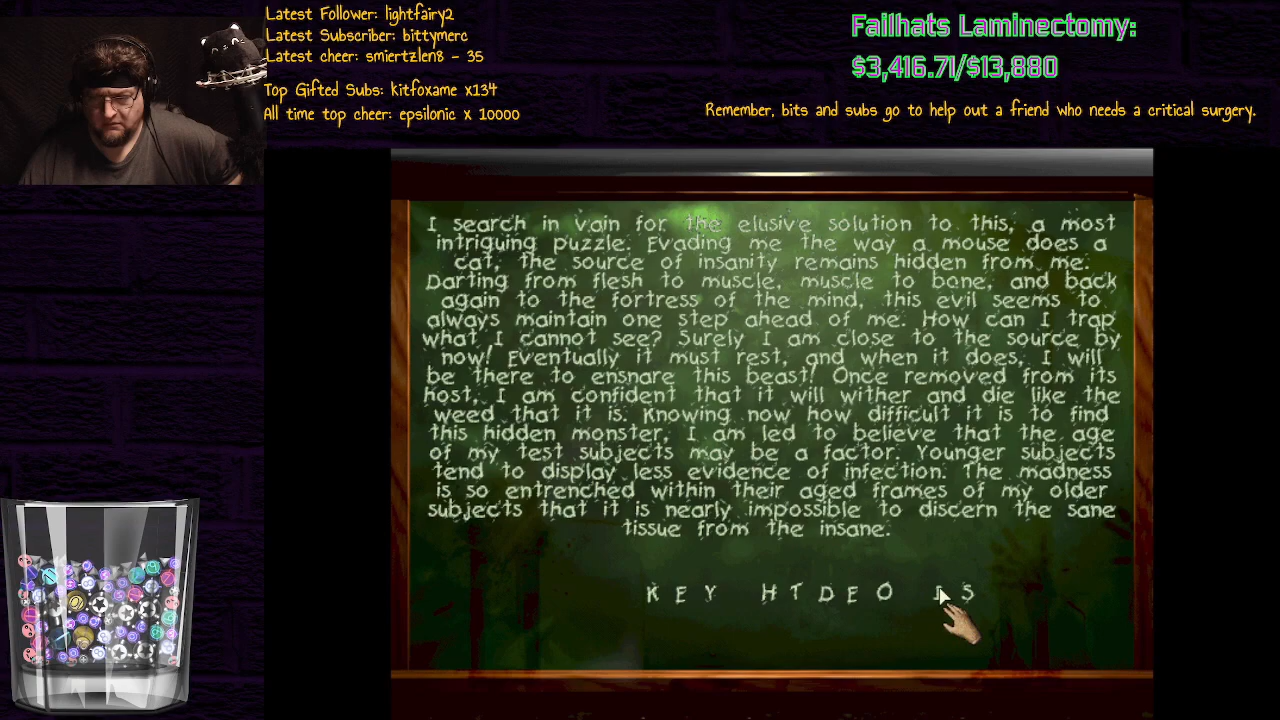 Latest Follower: lightfairy2
Latest Subscriber: bittymerc
Latest cheer: smiertzlen8 - 35
Top Gifted Subs: kitfoxame x134
All time top cheer: epsilonic x 10000
Failhats Laminectomy:
$3,416.71/$13,880
Remember, bits and subs go to help out a friend who needs a critical surgery.
I search in vain for the elusive solution to this, a most
intriguing puzzle. Evading me the way a mouse does a
cat, the source of insanity remains hidden from me.
Darting from flesh to muscle, muscle to bone, and back
again to the fortress of the mind, this evil seems to
always maintain one step ahead of me. How can I trap
what I cannot see? Surely I am close to the source by
now! Eventually it must rest, and when it does, I will
be there to ensnare this beast! Once removed from its
host, I am confident that it will wither and die like the
weed that it is. Knowing now how difficult it is to find
this hidden monster, I am led to believe that the age
of my test subjects may be a factor. Younger subjects
tend to display less evidence of infection. The madness
is so entrenched within their aged frames of my older
subjects that it is nearly impossible to discern the sane
tissue from the insane.
KEY HIDEO IS